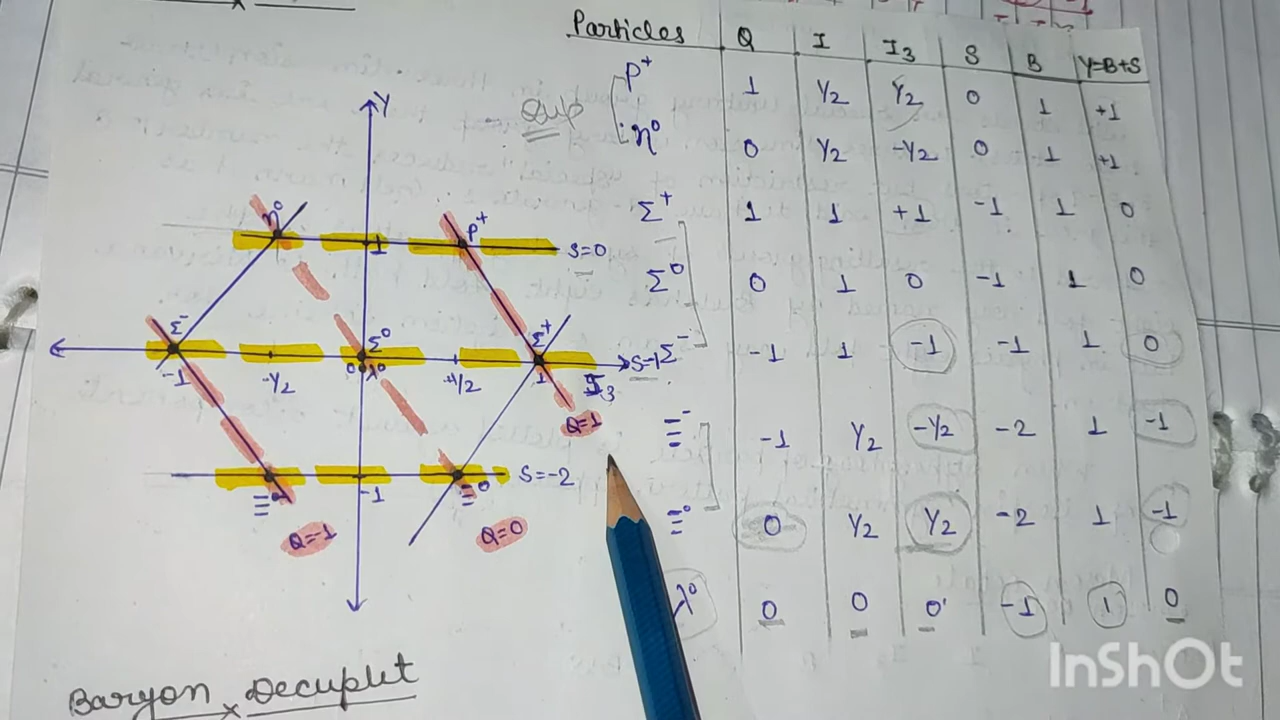 Particles Q I I₃ S B Y=B+S
P⁺ 1 1/2 1/2 0 1 +1
n⁰ 0 1/2 -1/2 0 1 +1
Σ⁺ 1 1 +1 -1 1 0
Σ⁰ 0 1 0 -1 1 0
Σ⁻ -1 1 -1 -1 1 0
Ξ⁻ -1 1/2 -1/2 -2 1 -1
Ξ⁰ 0 1/2 1/2 -2 1 -1
λ⁰ 0 0 0 -1 1 0
Y
n⁰ P⁺
1 S=0
Σ⁻ Σ⁰ Σ⁺
λ⁰ S=-1
-1 -1/2 +1/2 1 I₃
Q=1
-1 S=-2
Ξ⁻ Ξ⁰
Q=-1 Q=0
Baryon Decuplet
InShOt